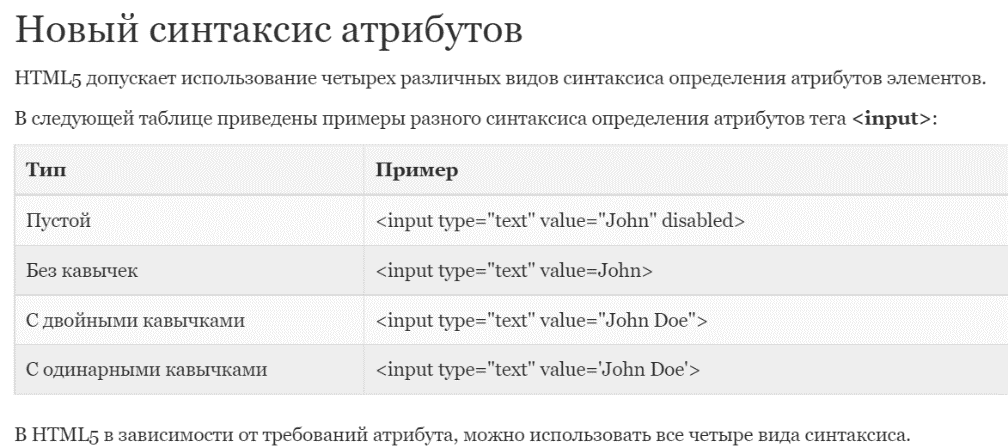 Новый синтаксис атрибутов
HTML5 допускает использование четырех различных видов синтаксиса определения атрибутов элементов.
В следующей таблице приведены примеры разного синтаксиса определения атрибутов тега <input>:
Тип Пример
Пустой <input type="text" value="John" disabled>
Без кавычек <input type="text" value=John>
С двойными кавычками <input type="text" value="John Doe">
С одинарными кавычками <input type="text" value='John Doe'>
В HTML5 в зависимости от требований атрибута, можно использовать все четыре вида синтаксиса.